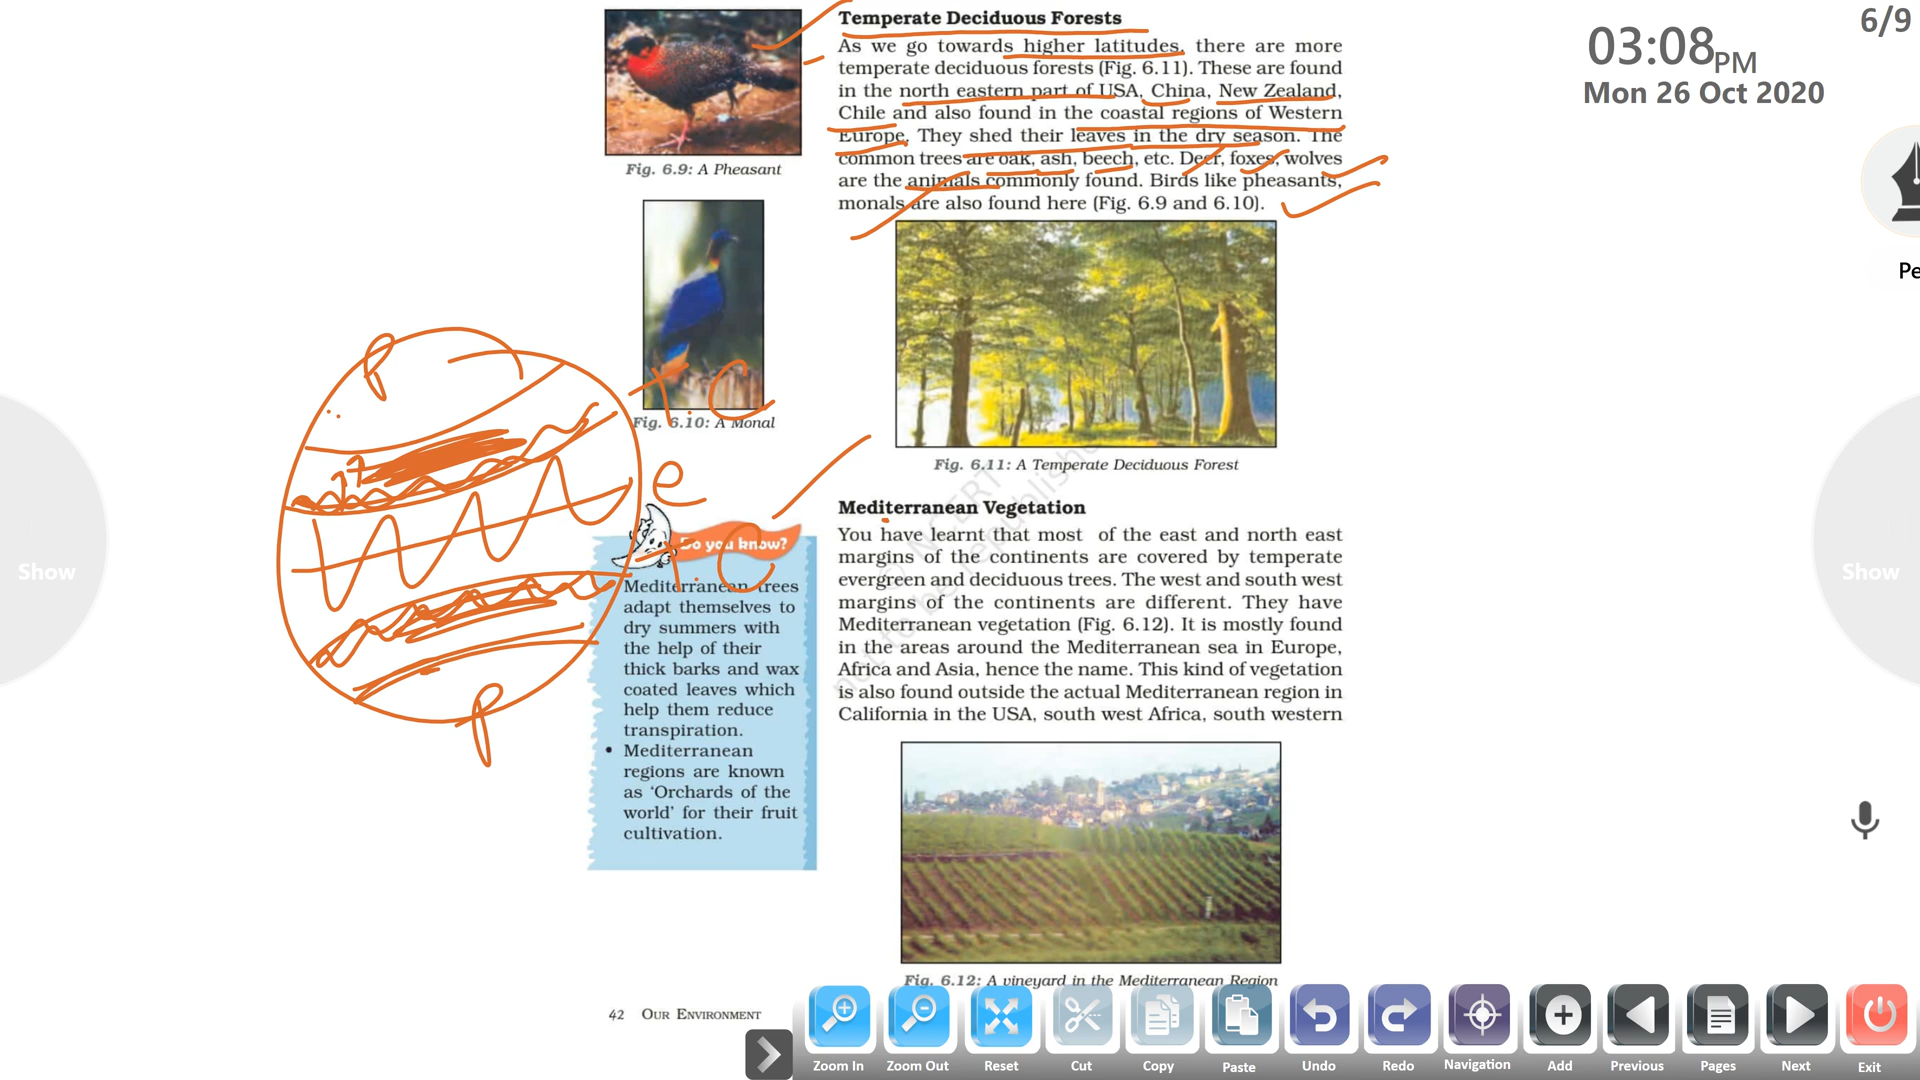 6/9
03:08PM
Mon 26 Oct 2020
Fig. 6.9: A Pheasant
Fig. 6.10: A Monal
Temperate Deciduous Forests
As we go towards higher latitudes, there are more
temperate deciduous forests (Fig. 6.11). These are found
in the north eastern part of USA, China, New Zealand,
Chile and also found in the coastal regions of Western
Europe. They shed their leaves in the dry season. The
common trees are oak, ash, beech, etc. Deer, foxes, wolves
are the animals commonly found. Birds like pheasants,
monals are also found here (Fig. 6.9 and 6.10).
Fig. 6.11: A Temperate Deciduous Forest
P
T.C
e
T.C
P
Do you know?
Mediterranean trees
adapt themselves to
dry summers with
the help of their
thick barks and wax
coated leaves which
help them reduce
transpiration.
• Mediterranean
regions are known
as ‘Orchards of the
world’ for their fruit
cultivation.
Mediterranean Vegetation
You have learnt that most of the east and north east
margins of the continents are covered by temperate
evergreen and deciduous trees. The west and south west
margins of the continents are different. They have
Mediterranean vegetation (Fig. 6.12). It is mostly found
in the areas around the Mediterranean sea in Europe,
Africa and Asia, hence the name. This kind of vegetation
is also found outside the actual Mediterranean region in
California in the USA, south west Africa, south western
Fig. 6.12: A vineyard in the Mediterranean Region
42 OUR ENVIRONMENT
Show
Show
Pe
Zoom In
Zoom Out
Reset
Cut
Copy
Paste
Undo
Redo
Navigation
Add
Previous
Pages
Next
Exit